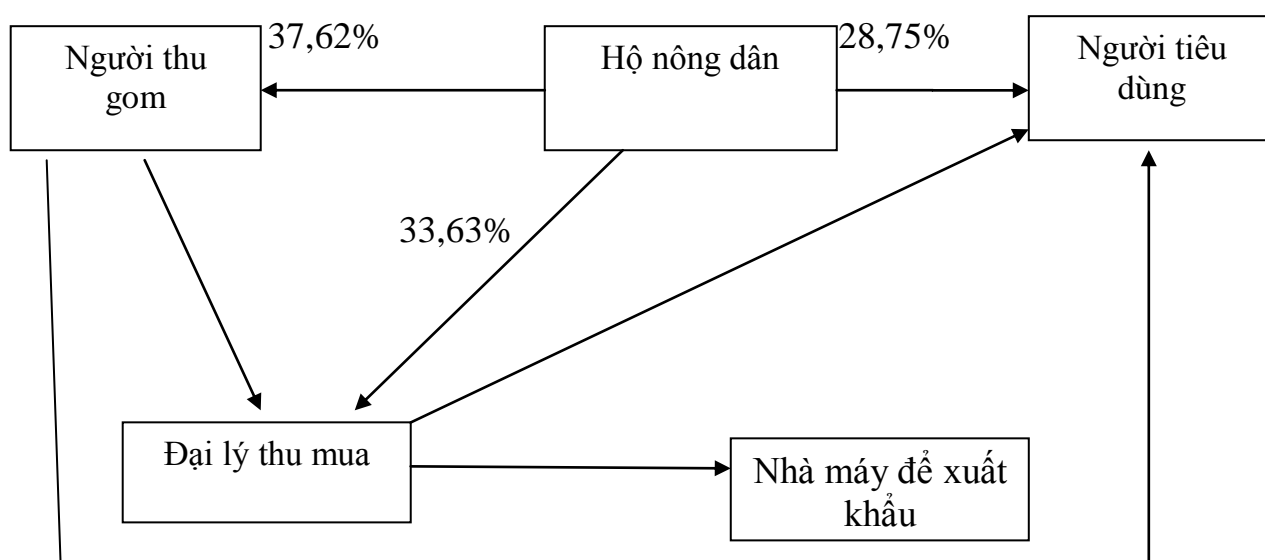 37,62%
28,75%
Người thu
gom
Hộ nông dân
Người tiêu
dùng
33,63%
Đại lý thu mua
Nhà máy để xuất
khẩu